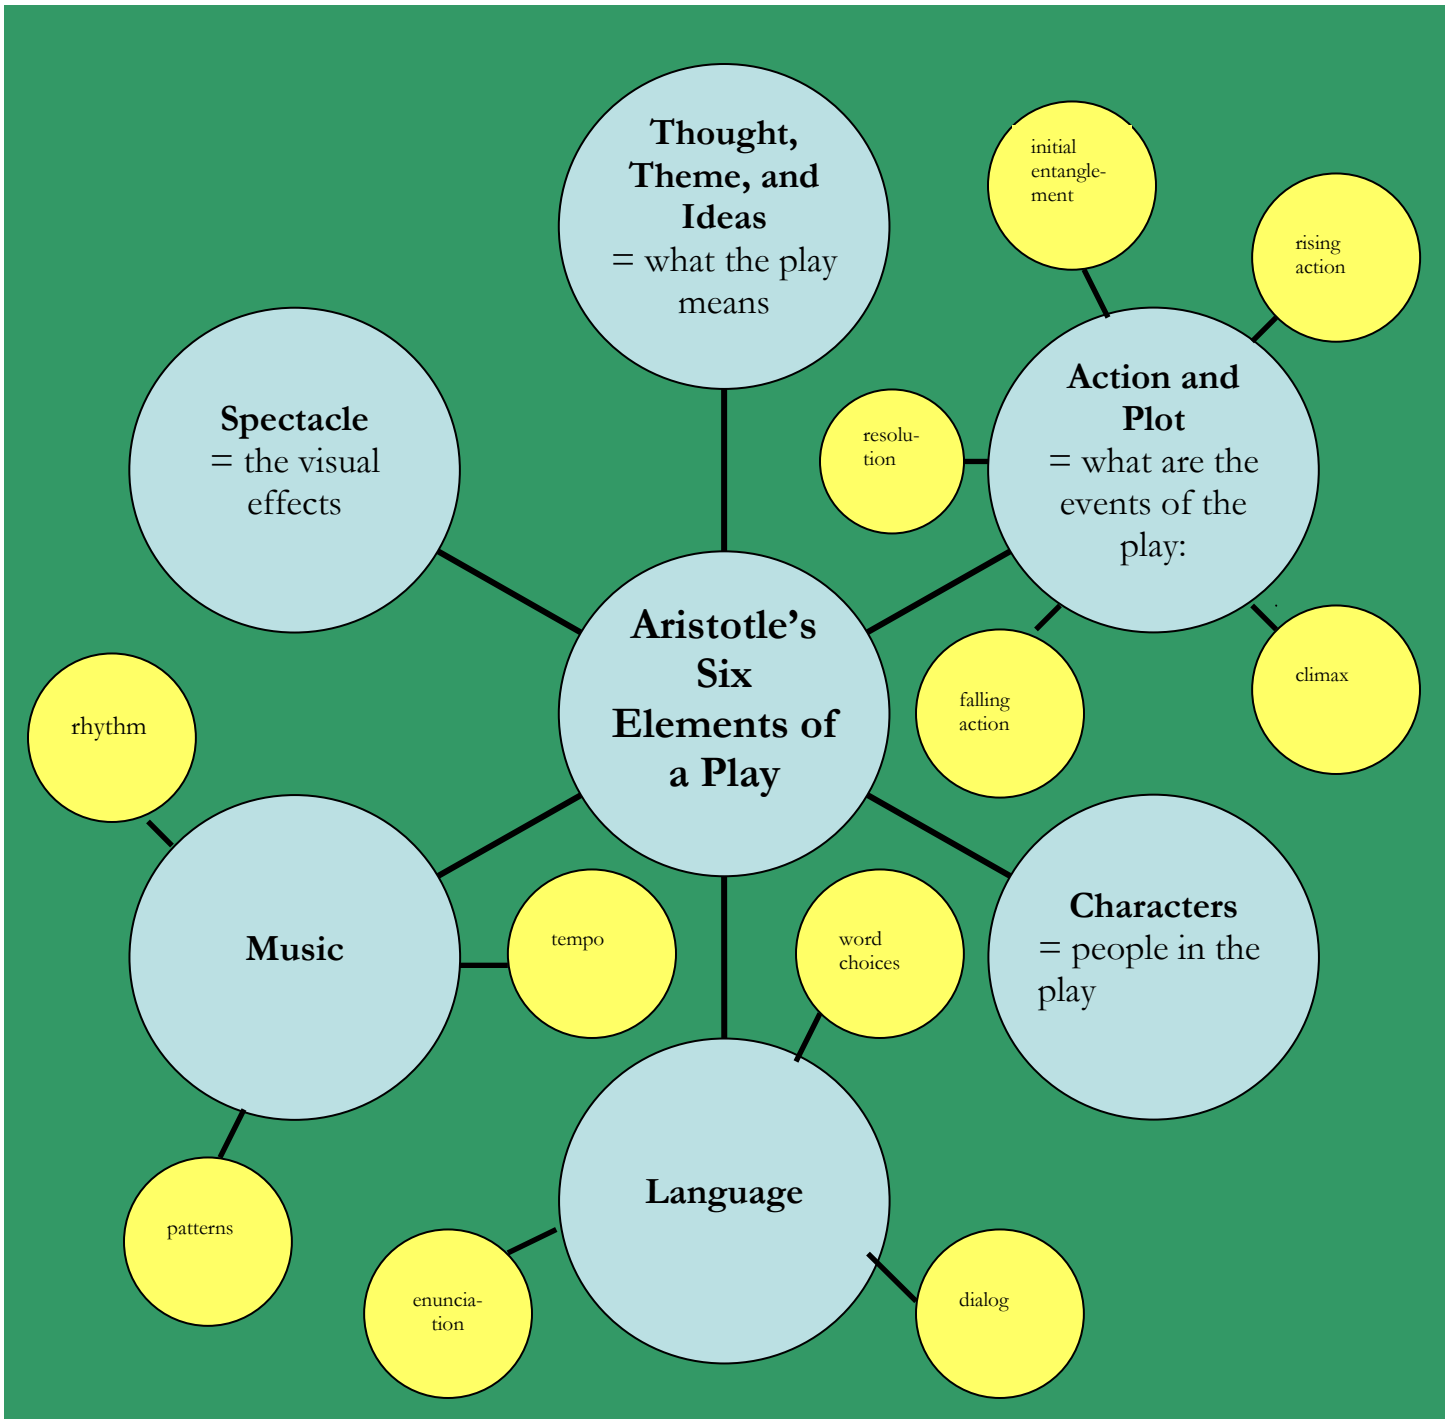 Thought,
Theme, and
Ideas
= what the play
means
initial
entangle-
ment
rising
action
Action and
Plot
= what are the
events of the
play:
resolu-
tion
falling
action
climax
Spectacle
= the visual
effects
Aristotle’s
Six
Elements of
a Play
rhythm
Music
tempo
patterns
word
choices
Characters
= people in the
play
Language
enuncia-
tion
dialog